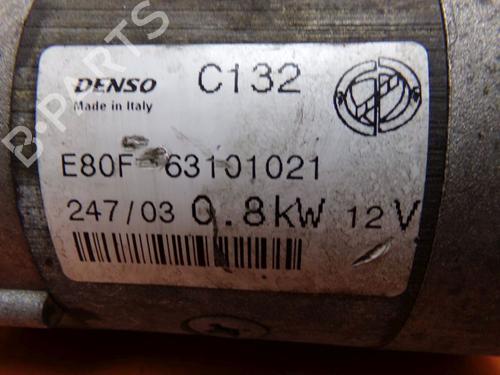 DENSO C132
Made in Italy
E80F 63101021
247/03 0.8kW 12V
B-PARTS